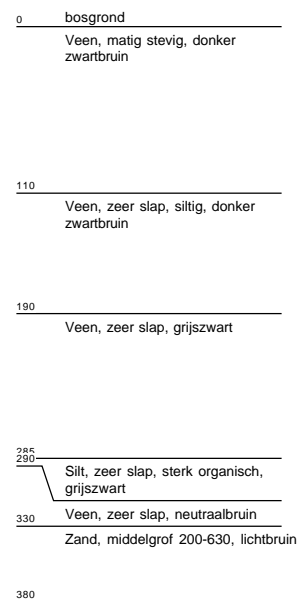 0 bosgrond
Veen, matig stevig, donker
zwartbruin
110
Veen, zeer slap, siltig, donker
zwartbruin
190
Veen, zeer slap, grijszwart
285
290
Silt, zeer slap, sterk organisch,
grijszwart
Veen, zeer slap, neutraalbruin
330
Zand, middelgrof 200-630, lichtbruin
380